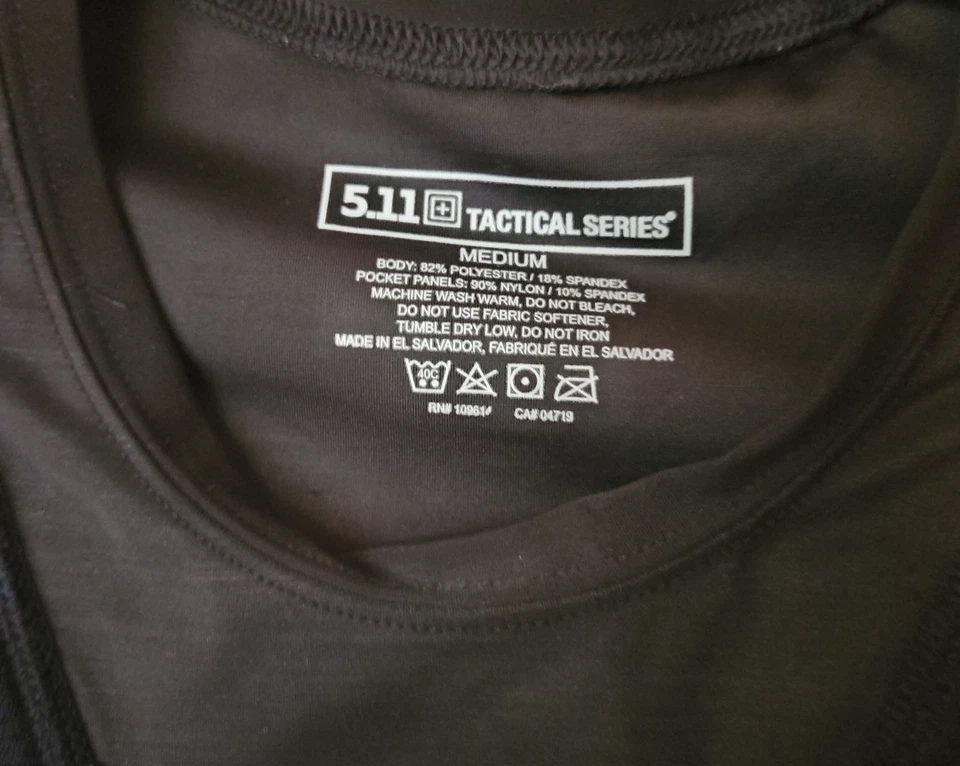 5.11 TACTICAL SERIES®
MEDIUM
BODY: 82% POLYESTER / 18% SPANDEX
POCKET PANELS: 90% NYLON / 10% SPANDEX
MACHINE WASH WARM, DO NOT BLEACH,
DO NOT USE FABRIC SOFTENER,
TUMBLE DRY LOW, DO NOT IRON
MADE IN EL SALVADOR, FABRIQUÉ EN EL SALVADOR
40C
RN# CA# 04719